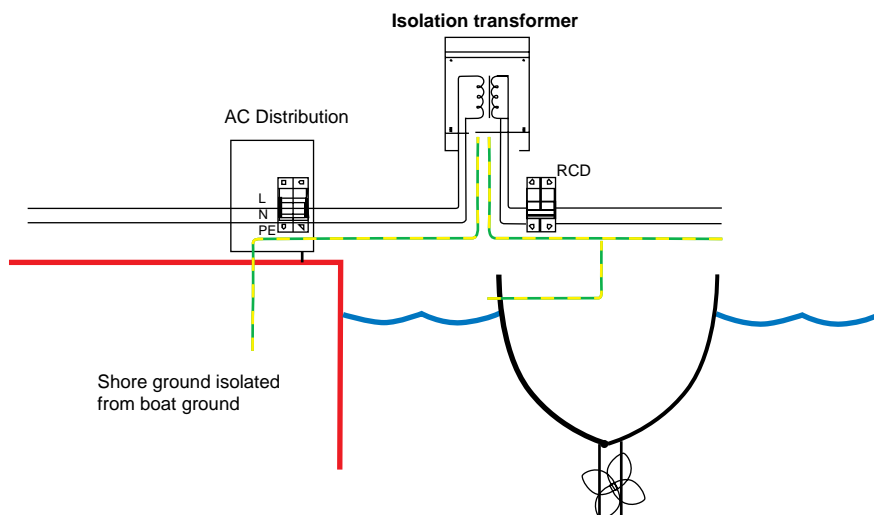 Isolation transformer
AC Distribution
RCD
L
N
PE
Shore ground isolated
from boat ground